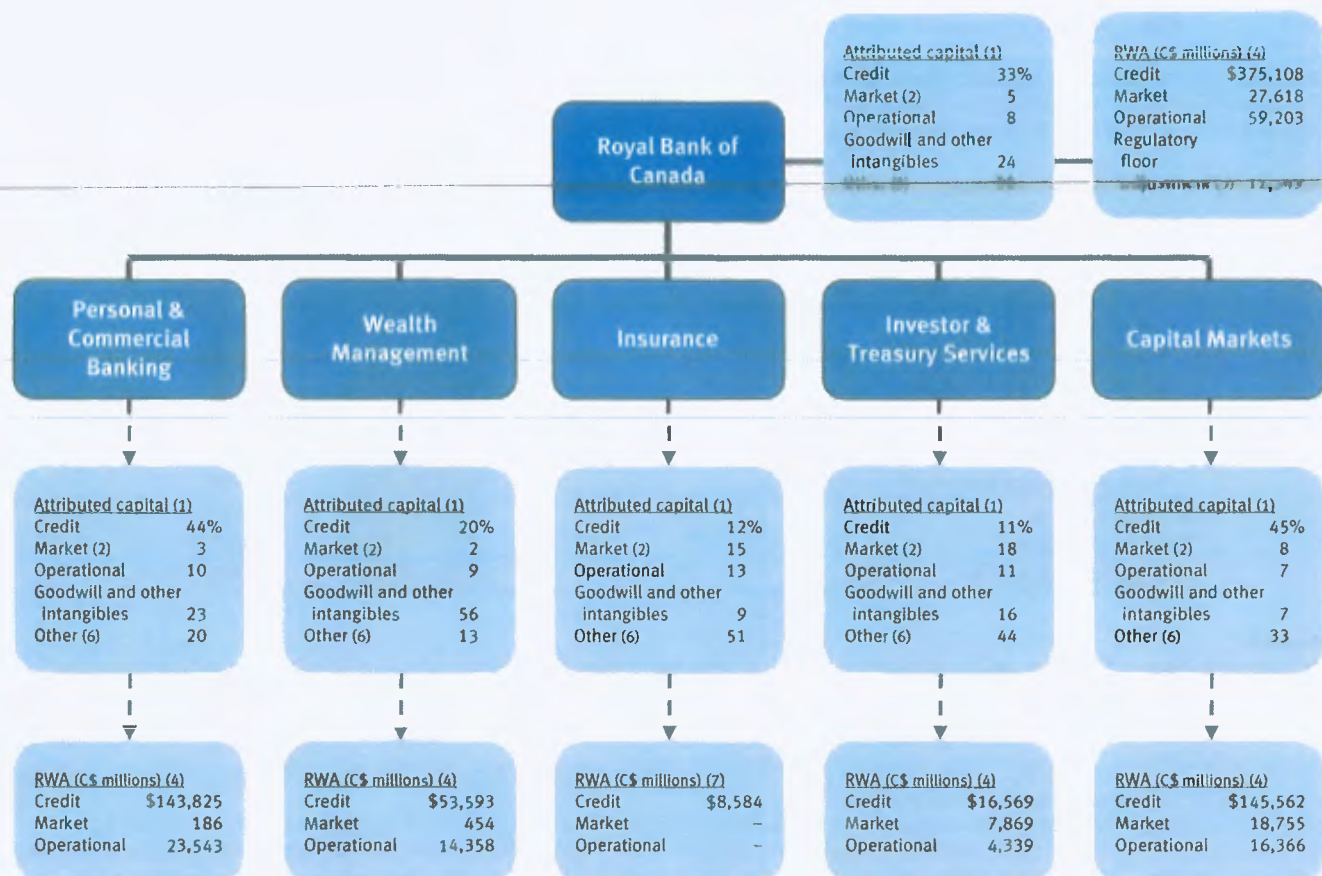 Royal Bank of
Canada
Attributed capital (1)
Credit 33%
Market (2) 5
Operational 8
Goodwill and other
intangibles 24
RWA (C$ millions) (4)
Credit $375,108
Market 27,618
Operational 59,203
Regulatory
floor
Personal &
Commercial
Banking
Wealth
Management
Insurance
Investor &
Treasury Services
Capital Markets
Attributed capital (1)
Credit 44%
Market (2) 3
Operational 10
Goodwill and other
intangibles 23
Other (6) 20
Attributed capital (1)
Credit 20%
Market (2) 2
Operational 9
Goodwill and other
intangibles 56
Other (6) 13
Attributed capital (1)
Credit 12%
Market (2) 15
Operational 13
Goodwill and other
intangibles 9
Other (6) 51
Attributed capital (1)
Credit 11%
Market (2) 18
Operational 11
Goodwill and other
intangibles 16
Other (6) 44
Attributed capital (1)
Credit 45%
Market (2) 8
Operational 7
Goodwill and other
intangibles 7
Other (6) 33
RWA (C$ millions) (4)
Credit $143,825
Market 186
Operational 23,543
RWA (C$ millions) (4)
Credit $53,593
Market 454
Operational 14,358
RWA (C$ millions) (7)
Credit $8,584
Market –
Operational –
RWA (C$ millions) (4)
Credit $16,569
Market 7,869
Operational 4,339
RWA (C$ millions) (4)
Credit $145,562
Market 18,755
Operational 16,366